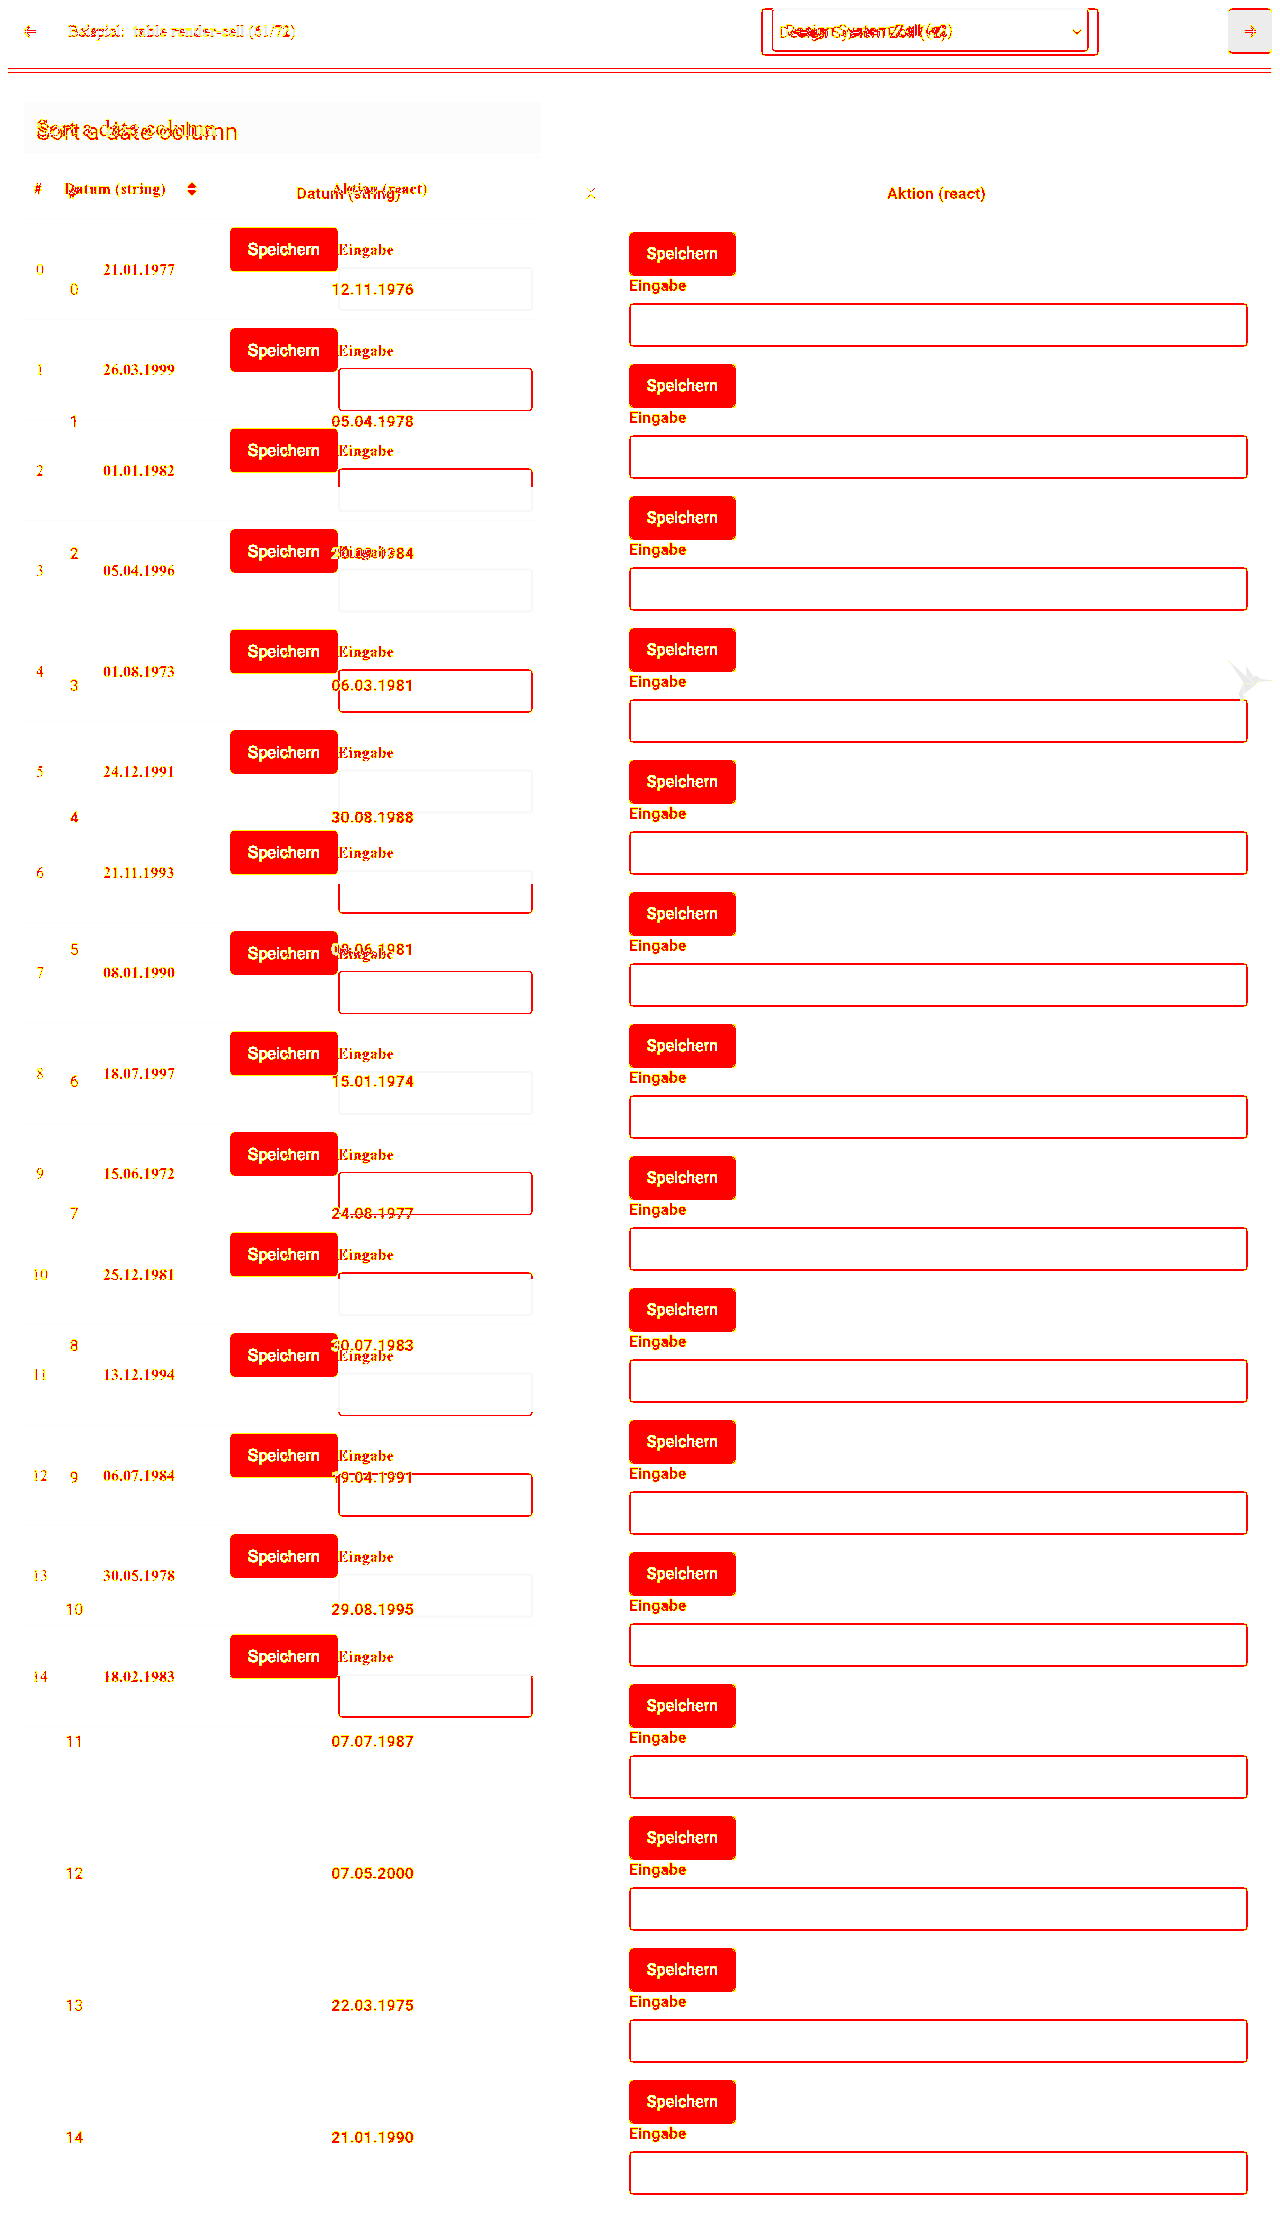 Beispiel: table render-cell (61/72)
Design System Zoll (v2)
Sort a date column
# Datum (string) Aktion (react)
# Datum (string) Aktion (react)
Speichern Eingabe Speichern
0 21.01.1977
0 12.11.1976 Eingabe
Speichern Eingabe
1 26.03.1999 Speichern
1 05.04.1978 Eingabe
Speichern Eingabe
2 01.01.1982
Speichern
2 20. .1984 Eingabe
Speichern
3 05.04.1996
Speichern Eingabe Speichern
4 01.08.1973
3 06.03.1981 Eingabe
Speichern Eingabe
5 24.12.1991 Speichern
4 30.08.1988 Eingabe
Speichern Eingabe
6 21.11.1993
Speichern
5 .06.1981 Eingabe
Speichern Eingabe
7 08.01.1990
Speichern Eingabe Speichern
8 18.07.1997
6 15.01.1974 Eingabe
Speichern Eingabe
9 15.06.1972 Speichern
7 24.08.1977 Eingabe
Speichern Eingabe
10 25.12.1981
Speichern
8 30.07.1983 Eingabe
Speichern Eingabe
11 13.12.1994
Speichern Eingabe Speichern
12 06.07.1984
9 19.04.1991 Eingabe
Speichern Eingabe
13 30.05.1978 Speichern
10 29.08.1995 Eingabe
Speichern Eingabe
14 18.02.1983
Speichern
11 07.07.1987 Eingabe
Speichern
12 07.05.2000 Eingabe
Speichern
13 22.03.1975 Eingabe
Speichern
14 21.01.1990 Eingabe